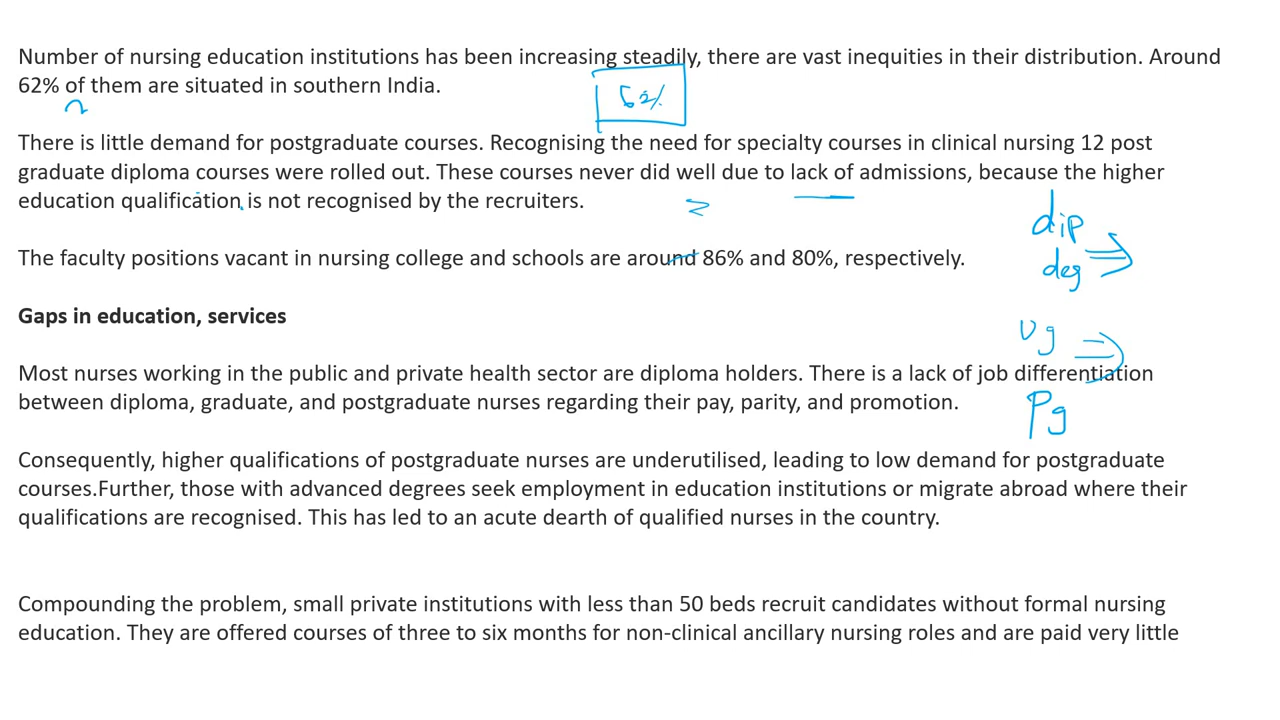 Number of nursing education institutions has been increasing steadily, there are vast inequities in their distribution. Around
62% of them are situated in southern India.
62%
There is little demand for postgraduate courses. Recognising the need for specialty courses in clinical nursing 12 post
graduate diploma courses were rolled out. These courses never did well due to lack of admissions, because the higher
education qualification is not recognised by the recruiters.
dip
The faculty positions vacant in nursing college and schools are around 86% and 80%, respectively.
deg
Gaps in education, services
Ug
Most nurses working in the public and private health sector are diploma holders. There is a lack of job differentiation
between diploma, graduate, and postgraduate nurses regarding their pay, parity, and promotion.
Pg
Consequently, higher qualifications of postgraduate nurses are underutilised, leading to low demand for postgraduate
courses.Further, those with advanced degrees seek employment in education institutions or migrate abroad where their
qualifications are recognised. This has led to an acute dearth of qualified nurses in the country.
Compounding the problem, small private institutions with less than 50 beds recruit candidates without formal nursing
education. They are offered courses of three to six months for non-clinical ancillary nursing roles and are paid very little